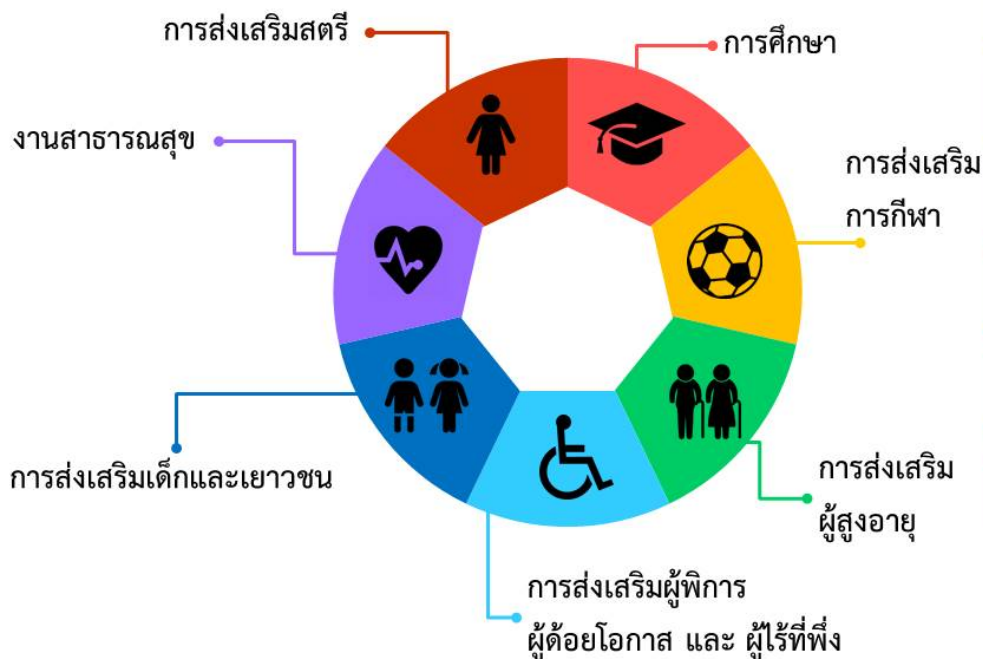 การส่งเสริมสตรี
การศึกษา
งานสาธารณสุข
การส่งเสริม
การกีฬา
การส่งเสริมเด็กและเยาวชน
การส่งเสริม
ผู้สูงอายุ
การส่งเสริมผู้พิการ
ผู้ด้อยโอกาส และ ผู้ไร้ที่พึ่ง